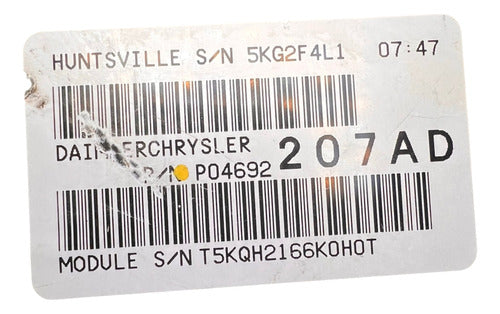 HUNTSVILLE S/N 5KG2F4L1 07:47
DAIMLERCHRYSLER
P/N P04692 207AD
MODULE S/N T5KQH2166K0H0T